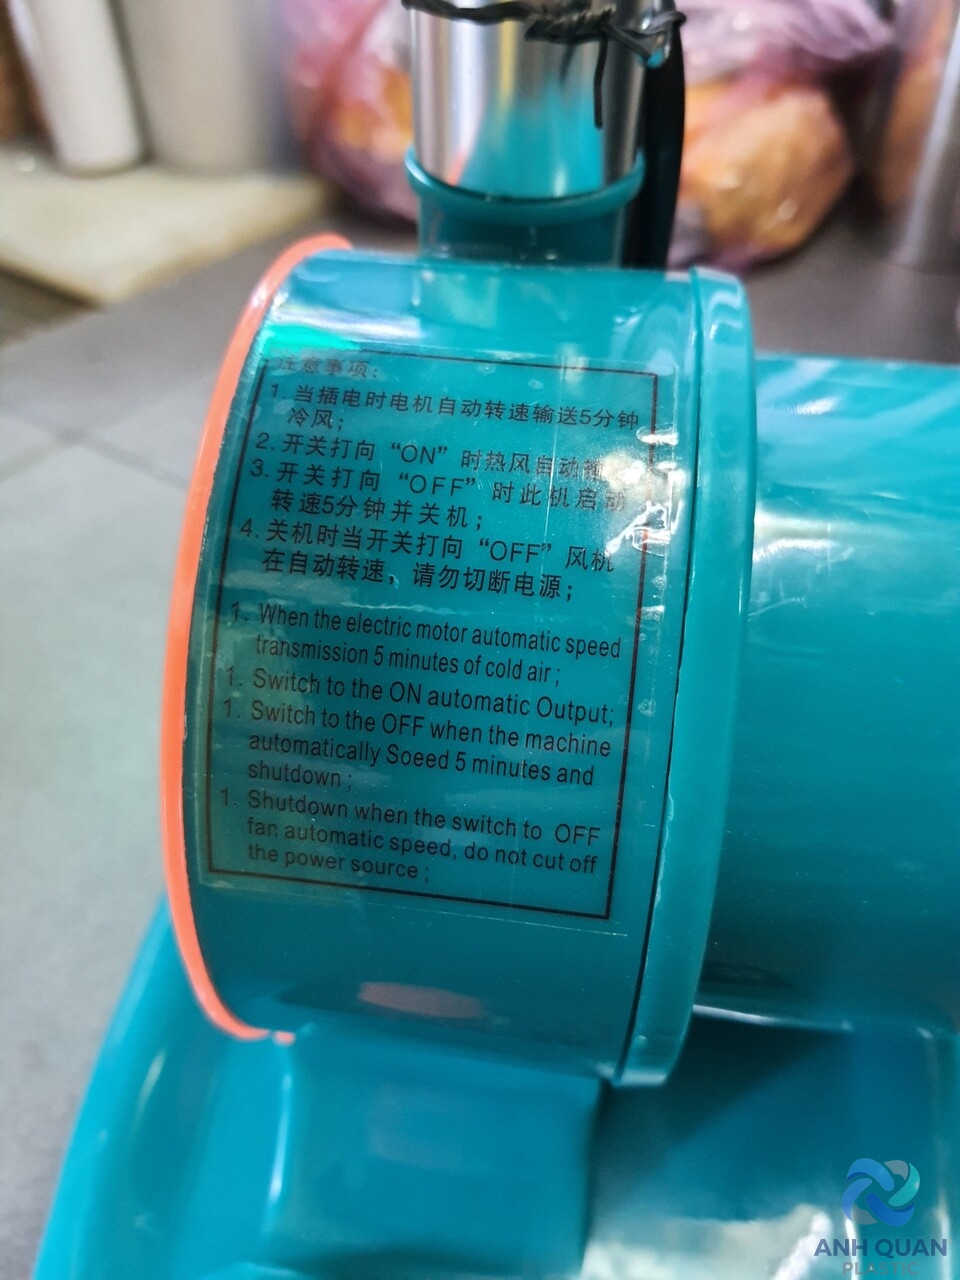 注意事项:
1. 当插电时电机自动转速输送5分钟
冷风;
2. 开关打向 “ON” 时热风自动
3. 开关打向 “OFF” 时此机启动
转速5分钟并关机;
4. 关机时当开关打向 “OFF” 风机
在自动转速, 请勿切断电源;
1. When the electric motor automatic speed
transmission 5 minutes of cold air ;
1. Switch to the ON automatic Output;
1. Switch to the OFF when the machine
automatically Soeed 5 minutes and
shutdown ;
1. Shutdown when the switch to OFF
fan automatic speed, do not cut off
the power source ;
ANH QUAN
PLASTIC